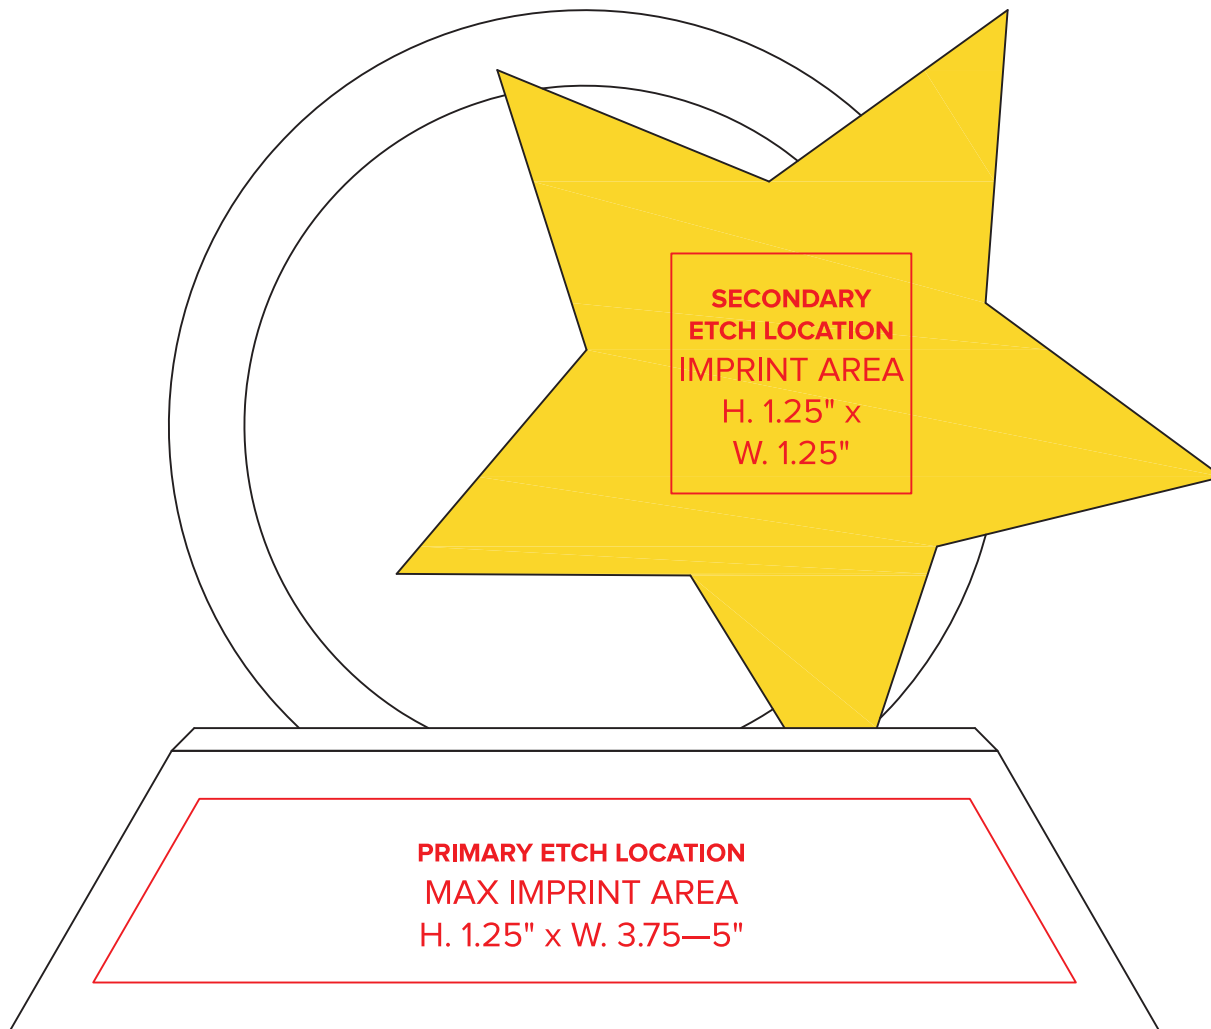 SECONDARY
ETCH LOCATION
IMPRINT AREA
H. 1.25" x
W. 1.25"
PRIMARY ETCH LOCATION
MAX IMPRINT AREA
H. 1.25" x W. 3.75—5"